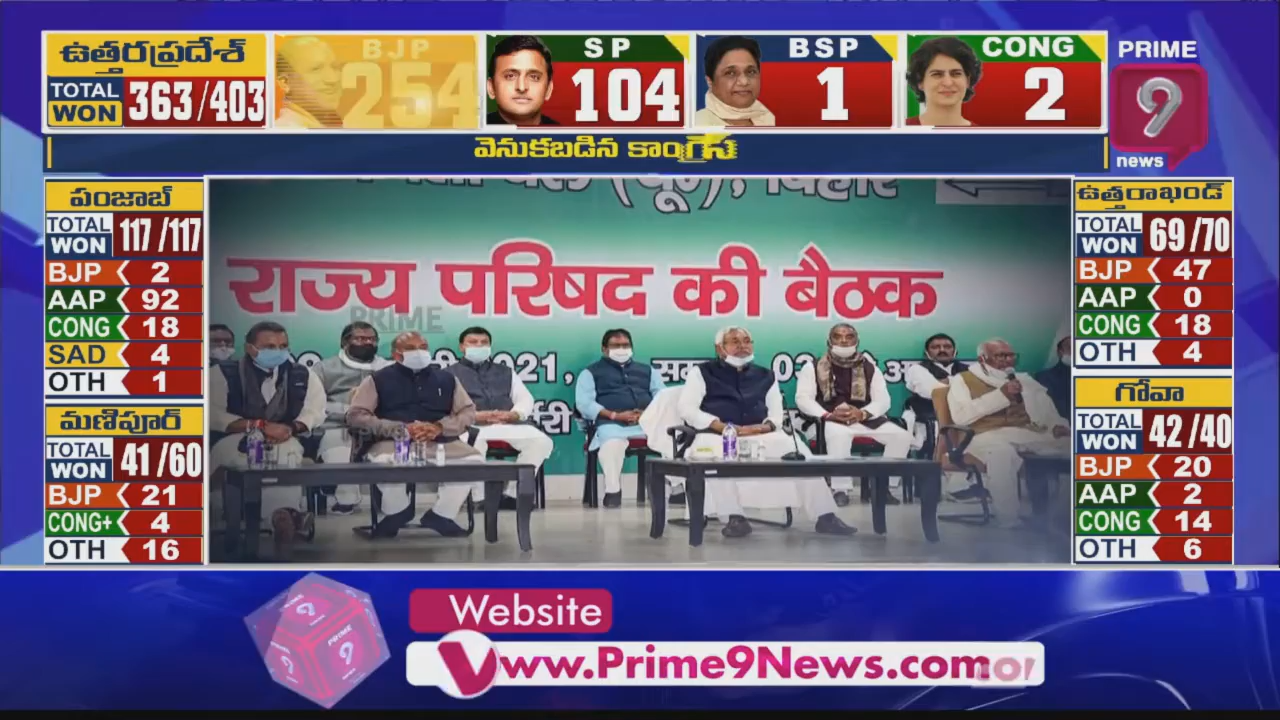 ఉత్తరప్రదేశ్
TOTAL WON 363/403
BJP 254
SP 104
BSP 1
CONG 2
PRIME
9
news
వెనుకబడిన కాంగ్రెస్
పంజాబ్
TOTAL WON 117/117
BJP 2
AAP 92
CONG 18
SAD 4
OTH 1
మణిపూర్
TOTAL WON 41/60
BJP 21
CONG+ 4
OTH 16
राज्य परिषद की बैठक
PRIME
ఉత్తరాఖండ్
TOTAL WON 69/70
BJP 47
AAP 0
CONG 18
OTH 4
గోవా
TOTAL WON 42/40
BJP 20
AAP 2
CONG 14
OTH 6
Website
www.Prime9News.com